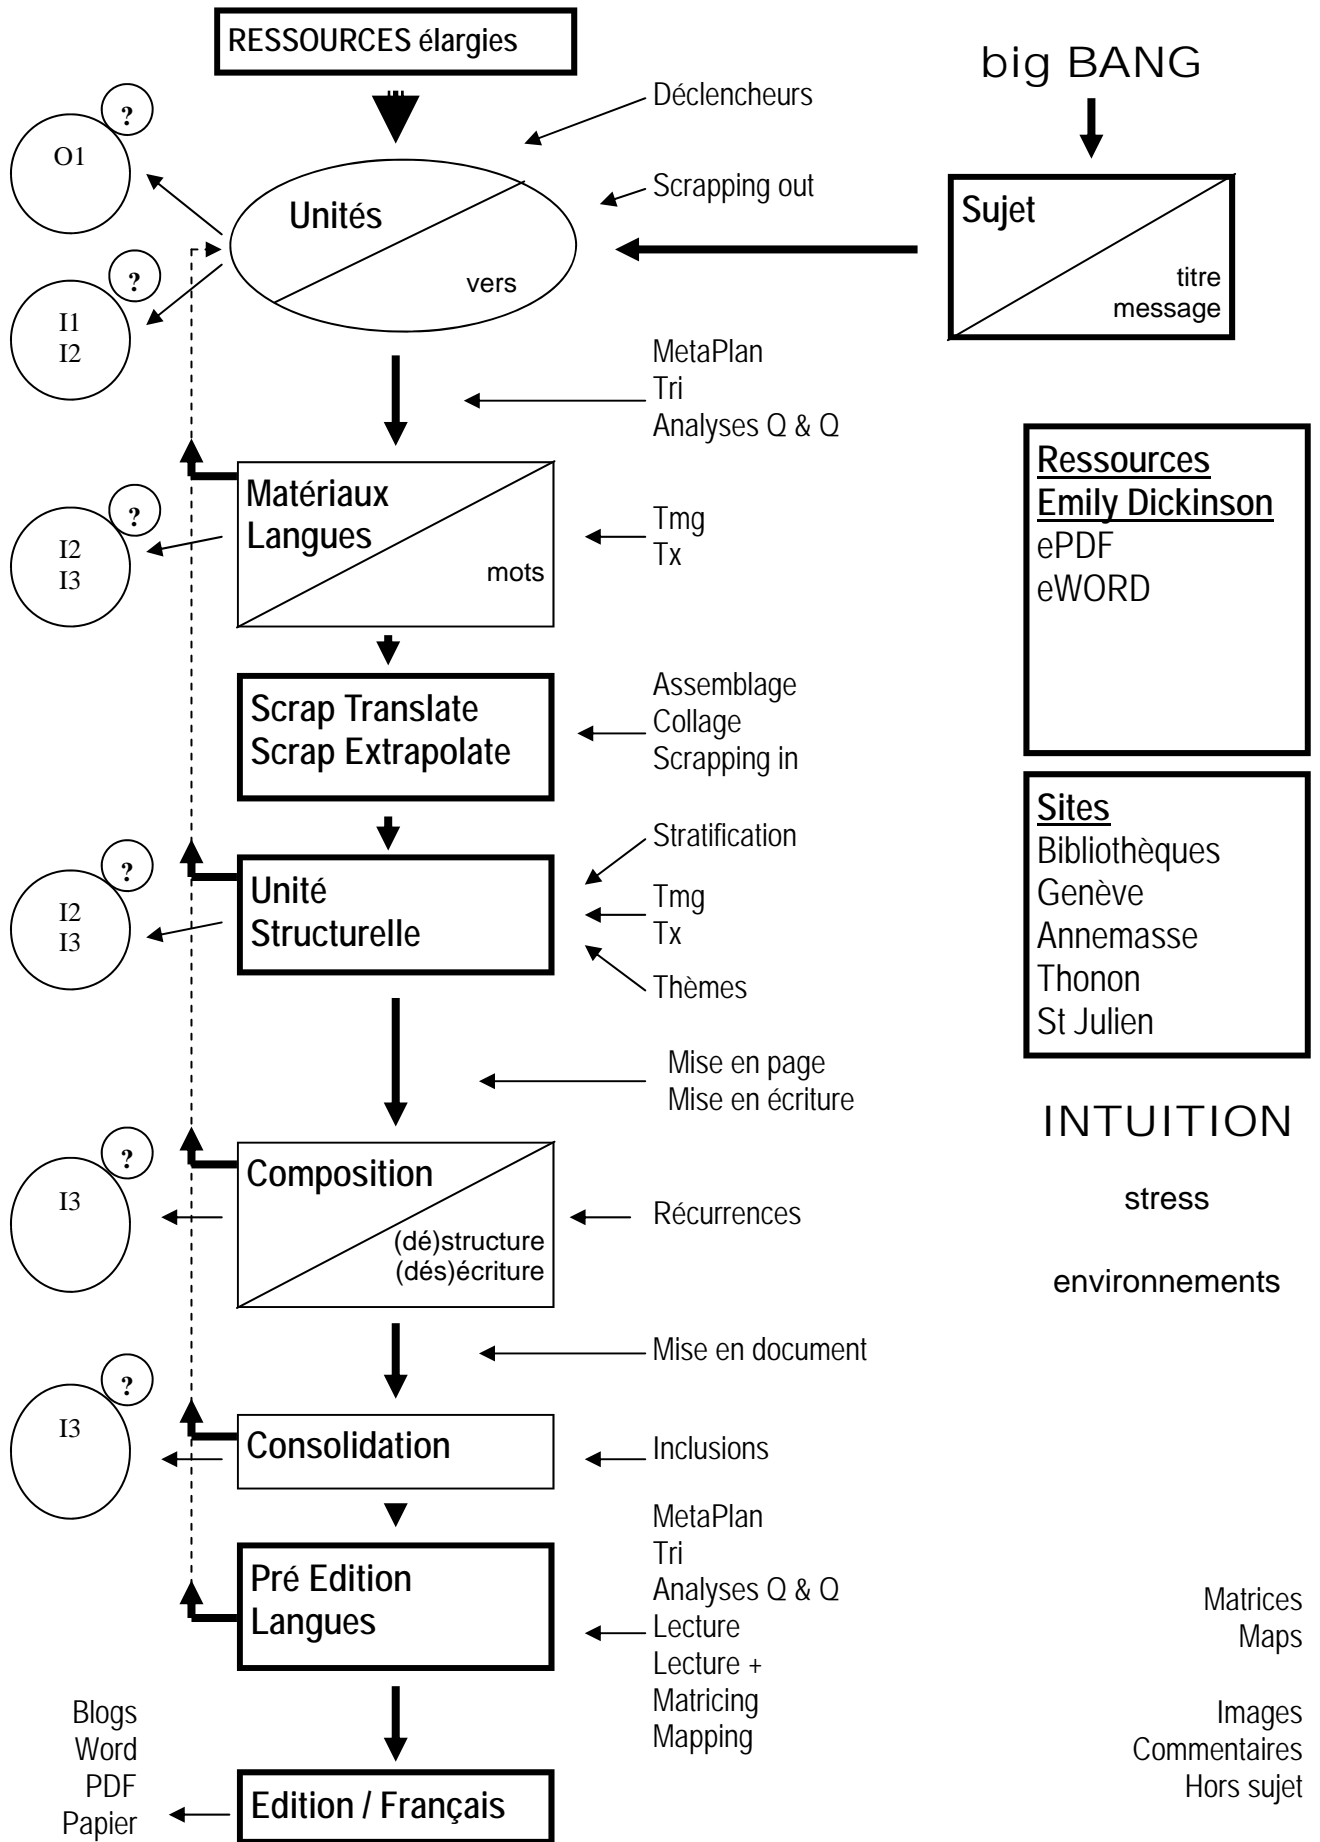 RESSOURCES élargies
big BANG
Déclencheurs
?
O1
Scrapping out
Unités
vers
Sujet
titre
message
?
I1
I2
MetaPlan
Tri
Analyses Q & Q
Ressources
Emily Dickinson
ePDF
eWORD
Matériaux
Langues
mots
?
I2
I3
Tmg
Tx
Scrap Translate
Scrap Extrapolate
Assemblage
Collage
Scrapping in
Sites
Bibliothèques
Genève
Annemasse
Thonon
St Julien
Stratification
?
I2
I3
Unité
Structurelle
Tmg
Tx
Thèmes
Mise en page
Mise en écriture
INTUITION
stress
environnements
?
I3
Composition
(dé)structure
(dés)écriture
Récurrences
Mise en document
?
I3
Consolidation
Inclusions
MetaPlan
Tri
Analyses Q & Q
Lecture
Lecture +
Matricing
Mapping
Pré Edition
Langues
Matrices
Maps
Images
Commentaires
Hors sujet
Blogs
Word
PDF
Papier
Edition / Français